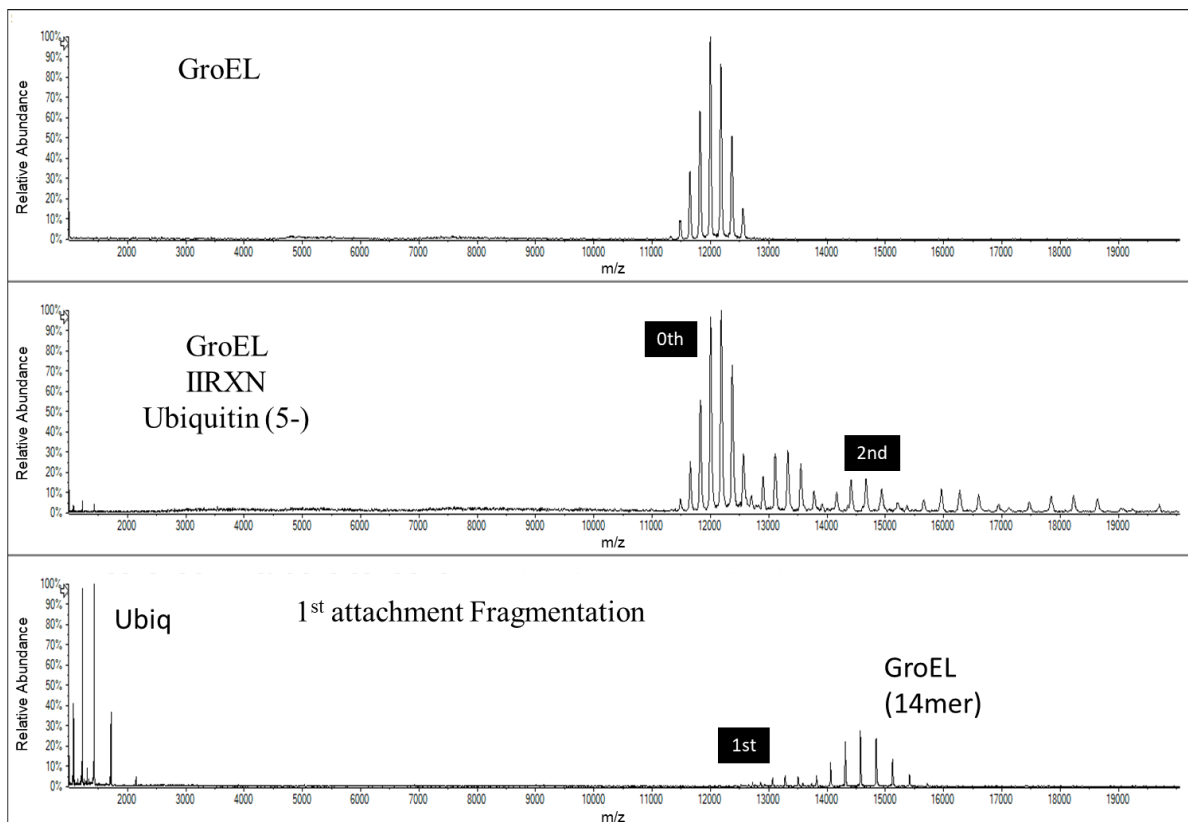 100%
90%
80%
70%
60%
50%
40%
30%
20%
10%
0%
Relative Abundance
GroEL
2000 3000 4000 5000 6000 7000 8000 9000 10000 11000 12000 13000 14000 15000 16000 17000 18000 19000
m/z
100%
90%
80%
70%
60%
50%
40%
30%
20%
10%
0%
Relative Abundance
GroEL
IIRXN
Ubiquitin (5-)
0th
2nd
2000 3000 4000 5000 6000 7000 8000 9000 10000 11000 12000 13000 14000 15000 16000 17000 18000 19000
m/z
100%
90%
80%
70%
60%
50%
40%
30%
20%
10%
0%
Relative Abundance
Ubiq
1st attachment Fragmentation
GroEL
(14mer)
1st
2000 3000 4000 5000 6000 7000 8000 9000 10000 11000 12000 13000 14000 15000 16000 17000 18000 19000
m/z